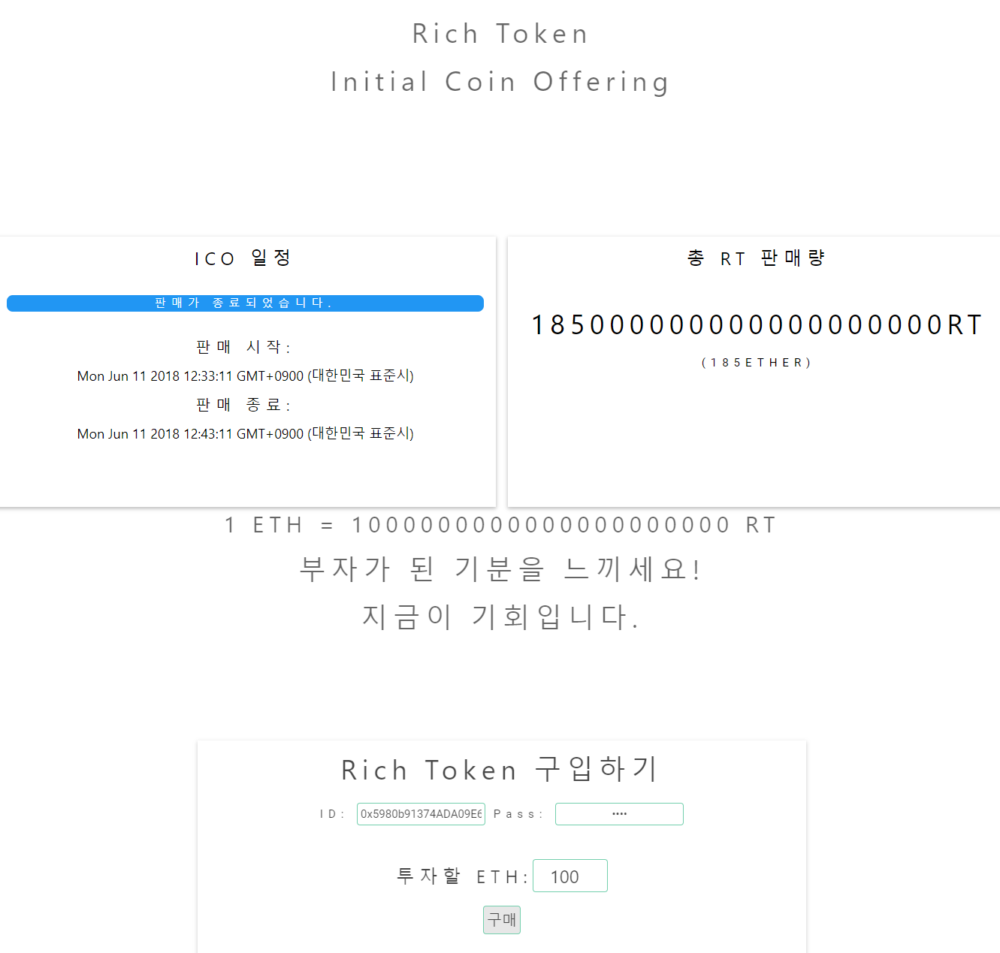 Rich Token
Initial Coin Offering
ICO 일정
판매가 종료되었습니다.
판매 시작:
Mon Jun 11 2018 12:33:11 GMT+0900 (대한민국 표준시)
판매 종료:
Mon Jun 11 2018 12:43:11 GMT+0900 (대한민국 표준시)
총 RT 판매량
185000000000000000000RT
(185ETHER)
1 ETH = 1000000000000000000000 RT
부자가 된 기분을 느끼세요!
지금이 기회입니다.
Rich Token 구입하기
ID: 0x5980b91374ADA09E6 Pass: ••••
투자할 ETH: 100
구매